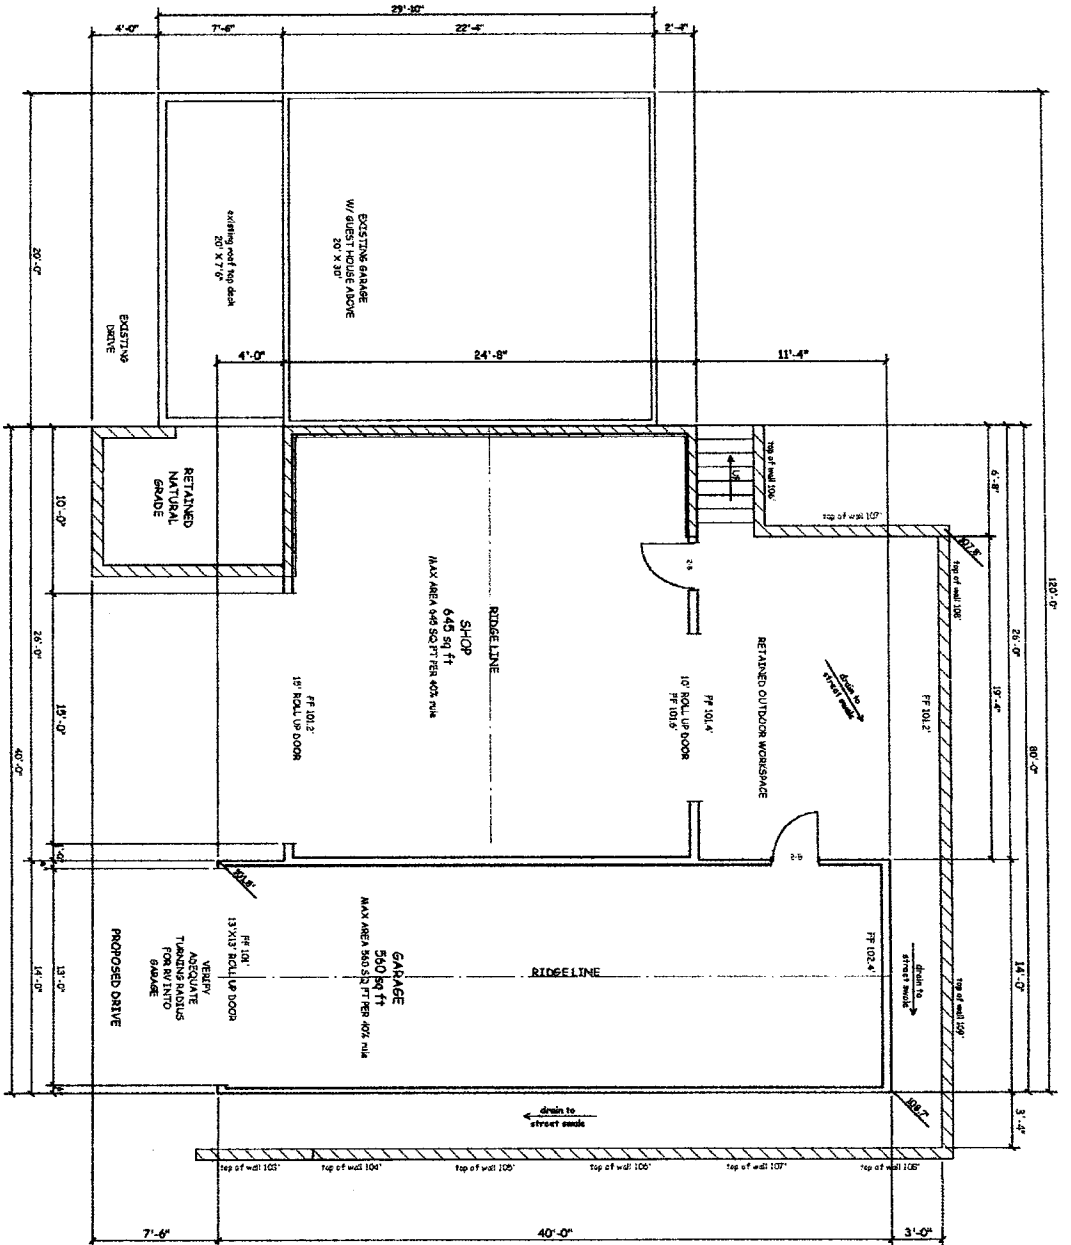 29'-10"
4'-0"
7'-6"
22'-4"
2'-4"
EXISTING GARAGE
W/ GUEST HOUSE ABOVE
20' X 30'
existing roof top deck
20' X 7'6"
20'-0"
EXISTING
DRIVE
4'-0"
24'-8"
11'-4"
RETAINED
NATURAL
GRADE
UP
top of wall 106'
top of wall 107'
107.8'
top of wall 108'
6'-8"
120'-0"
10'-0"
26'-0"
15'-0"
40'-0"
2-8
RIDGE LINE
SHOP
645 sq ft
MAX AREA 645 SQ FT PER 40% rule
FF 101.2'
15' ROLL UP DOOR
FF 101.4'
10' ROLL UP DOOR
FF 101.6'
RETAINED OUTDOOR WORKSPACE
drain to
street swale
FF 101.2'
26'-0"
19'-4"
80'-0"
1'-0"
101.8'
2-8
PROPOSED DRIVE
VERIFY
ADEQUATE
TURNING RADIUS
FOR RV INTO
GARAGE
FF 101'
13'X13' ROLL UP DOOR
GARAGE
560 sq ft
MAX AREA 560 SQ FT PER 40% rule
RIDGE LINE
FF 102.4'
drain to
street swale
top of wall 109'
14'-0"
13'-0"
14'-0"
3'-4"
drain to
street swale
top of wall 103'
top of wall 104'
top of wall 105'
top of wall 106'
top of wall 107'
top of wall 108'
7'-6"
40'-0"
3'-0"